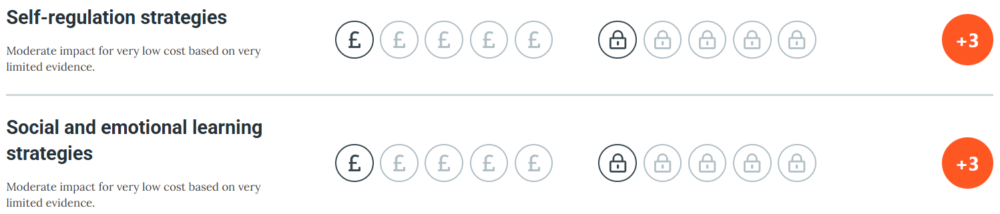 Self-regulation strategies
Moderate impact for very low cost based on very
limited evidence.
£ £ £ £ £
+3
Social and emotional learning
strategies
Moderate impact for very low cost based on very
limited evidence.
£ £ £ £ £
+3